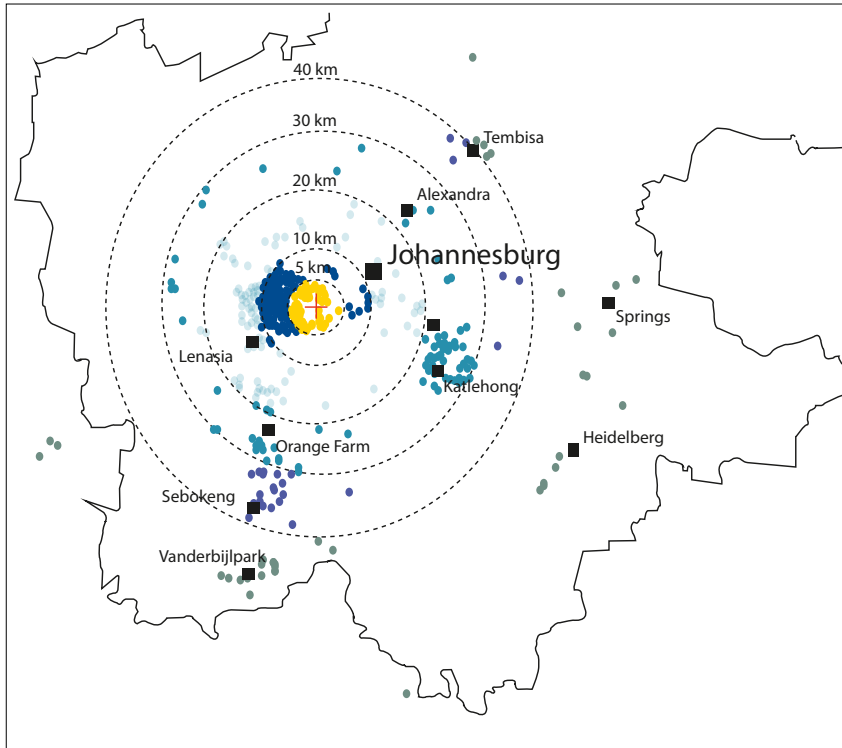 40 km
Tembisa
30 km
20 km
Alexandra
10 km
Johannesburg
5 km
Springs
Lenasia
Katlehong
Heidelberg
Orange Farm
Sebokeng
Vanderbijlpark